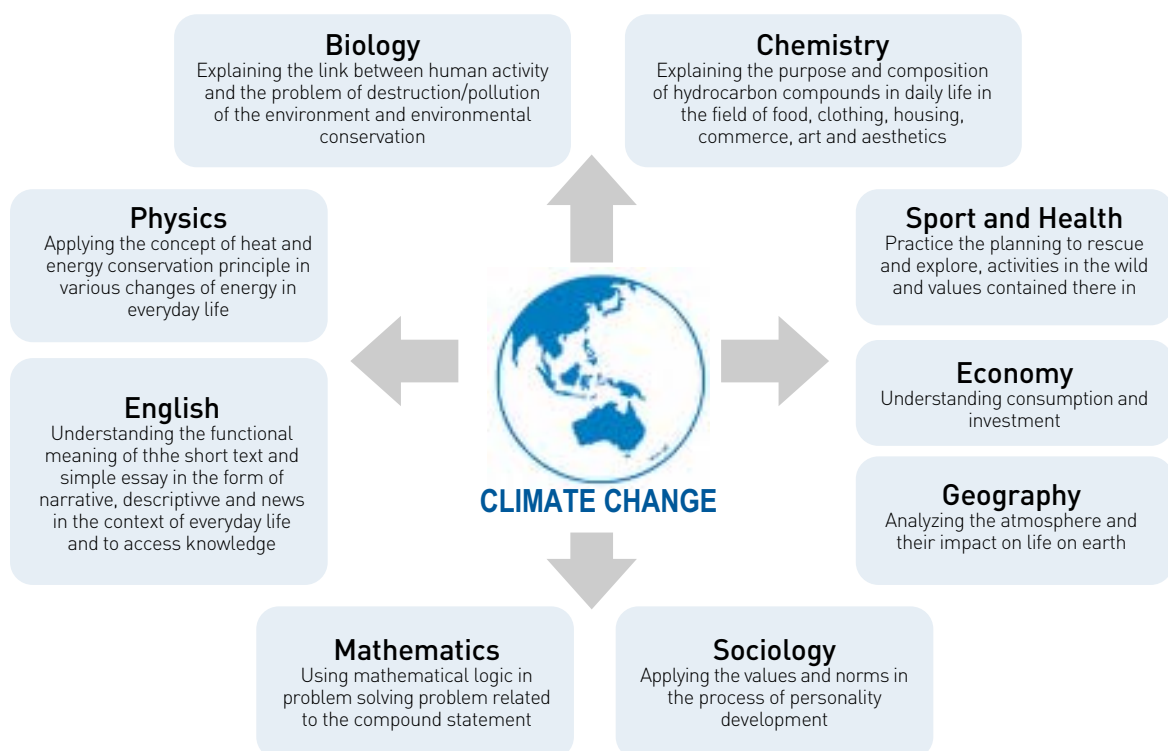 Biology
Explaining the link between human activity
and the problem of destruction/pollution
of the environment and environmental
conservation
Chemistry
Explaining the purpose and composition
of hydrocarbon compounds in daily life in
the field of food, clothing, housing,
commerce, art and aesthetics
Physics
Applying the concept of heat and
energy conservation principle in
various changes of energy in
everyday life
Sport and Health
Practice the planning to rescue
and explore, activities in the wild
and values contained there in
English
Understanding the functional
meaning of thhe short text and
simple essay in the form of
narrative, descriptivve and news
in the context of everyday life
and to access knowledge
Economy
Understanding consumption and
investment
CLIMATE CHANGE
Geography
Analyzing the atmosphere and
their impact on life on earth
Mathematics
Using mathematical logic in
problem solving problem related
to the compound statement
Sociology
Applying the values and norms in
the process of personality
development